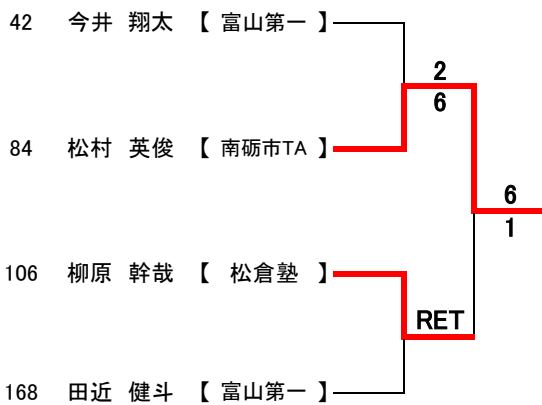 42 今井 翔太 【 富山第一 】
2
6
84 松村 英俊 【 南砺市TA 】
6
1
106 柳原 幹哉 【 松倉塾 】
RET
168 田近 健斗 【 富山第一 】